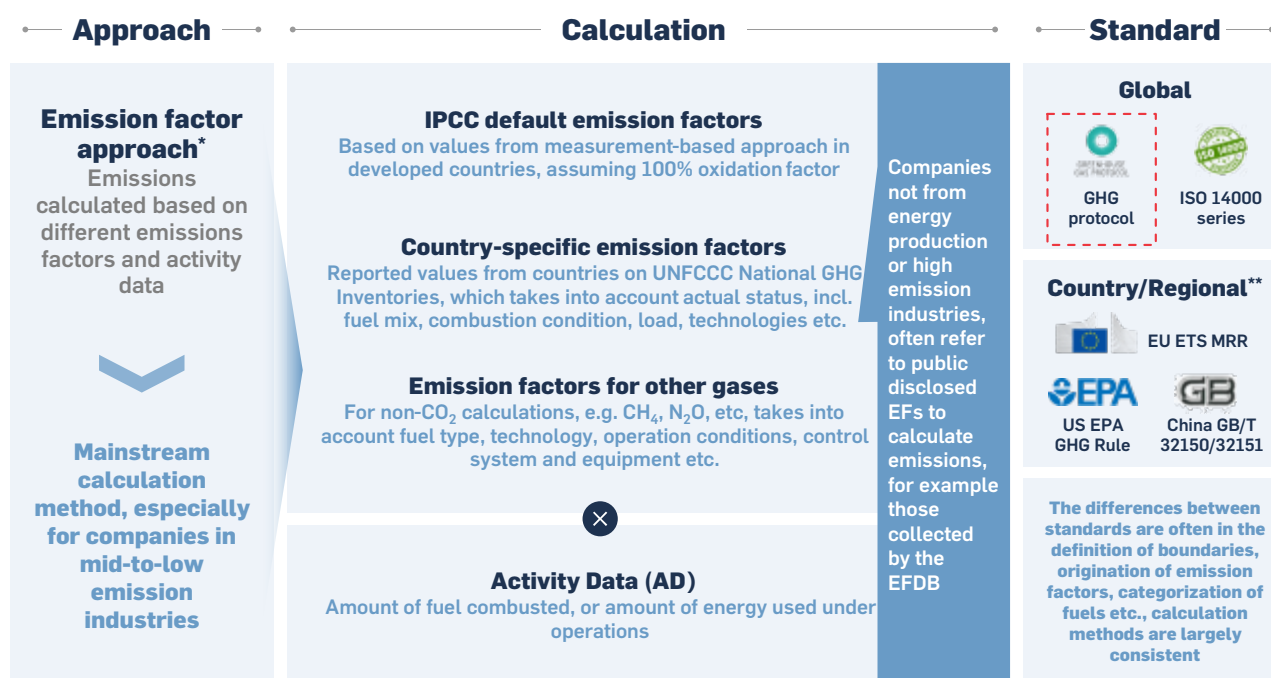 Approach
Calculation
Standard
Emission factor
approach*
Emissions
calculated based on
different emissions
factors and activity
data
Mainstream
calculation
method, especially
for companies in
mid-to-low
emission
industries
IPCC default emission factors
Based on values from measurement-based approach in
developed countries, assuming 100% oxidation factor
Country-specific emission factors
Reported values from countries on UNFCCC National GHG
Inventories, which takes into account actual status, incl.
fuel mix, combustion condition, load, technologies etc.
Emission factors for other gases
For non-CO₂ calculations, e.g. CH₄, N₂O, etc, takes into
account fuel type, technology, operation conditions, control
system and equipment etc.
Activity Data (AD)
Amount of fuel combusted, or amount of energy used under
operations
Companies
not from
energy
production
or high
emission
industries,
often refer
to public
disclosed
EFs to
calculate
emissions,
for example
those
collected
by the
EFDB
Global
GREENHOUSE
GAS PROTOCOL
ISO 14000
GHG
protocol
ISO 14000
series
Country/Regional**
EU ETS MRR
EPA
GB
US EPA
GHG Rule
China GB/T
32150/32151
The differences between
standards are often in the
definition of boundaries,
origination of emission
factors, categorization of
fuels etc., calculation
methods are largely
consistent